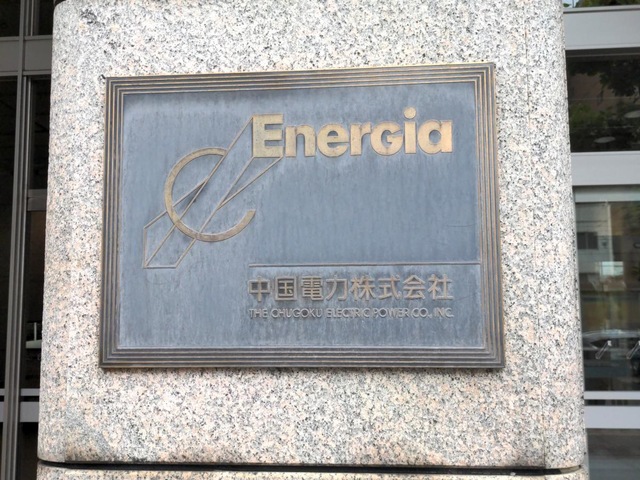 Energia
中国電力株式会社
THE CHUGOKU ELECTRIC POWER CO., INC.